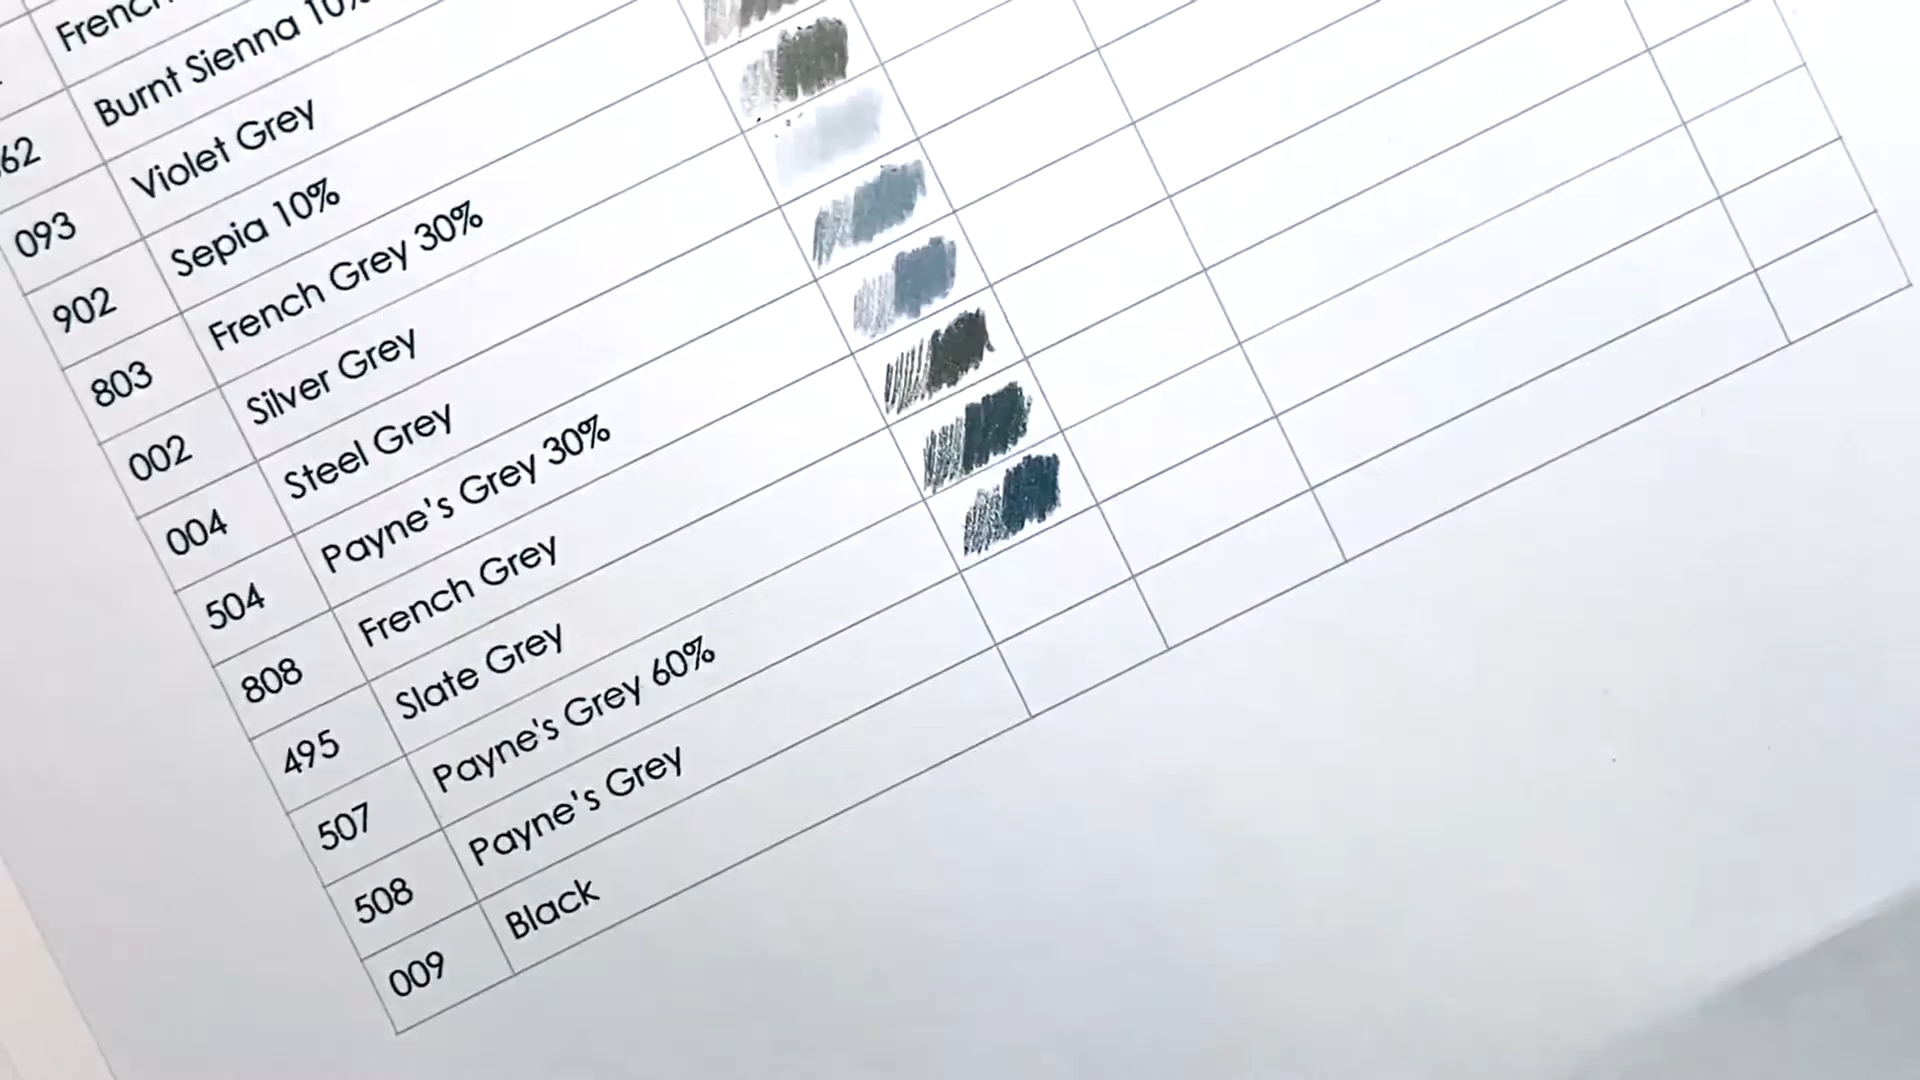 French
62 Burnt Sienna 10%
093 Violet Grey
902 Sepia 10%
803 French Grey 30%
002 Silver Grey
004 Steel Grey
504 Payne's Grey 30%
808 French Grey
495 Slate Grey
507 Payne's Grey 60%
508 Payne's Grey
009 Black